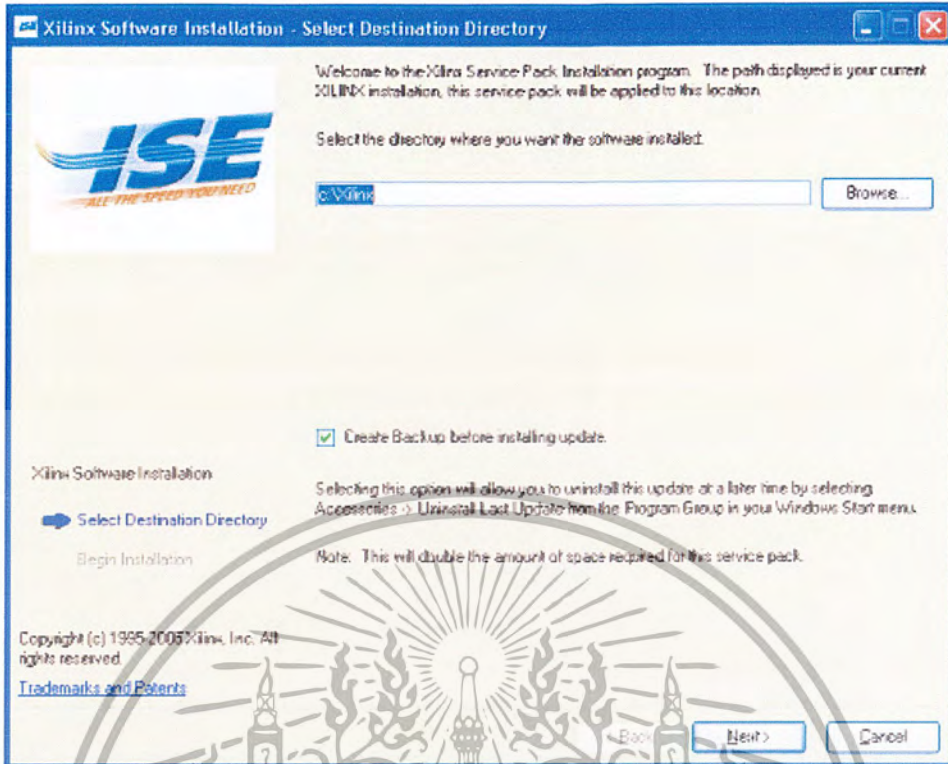 Xilinx Software Installation - Select Destination Directory
ISE
ALL THE SPEED YOU NEED
Welcome to the Xilinx Service Pack Installation program. The path displayed is your current
XILINX installation, this service pack will be applied to this location.
Select the directory where you want the software installed.
c:\Xilinx
Browse...
Create Backup before installing update.
Selecting this option will allow you to uninstall this update at a later time by selecting
Accessories -> Uninstall Last Update from the Program Group in your Windows Start menu.
Note: This will double the amount of space required for this service pack.
Xilinx Software Installation
Select Destination Directory
Begin Installation
Copyright (c) 1995-2005 Xilinx, Inc. All
rights reserved.
Trademarks and Patents
< Back
Next >
Cancel